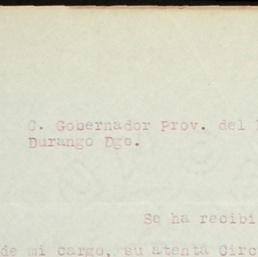 C. Gobernador Prov. del
Durango Dgo.
Se ha recibi
de mi cargo, su atenta Circ